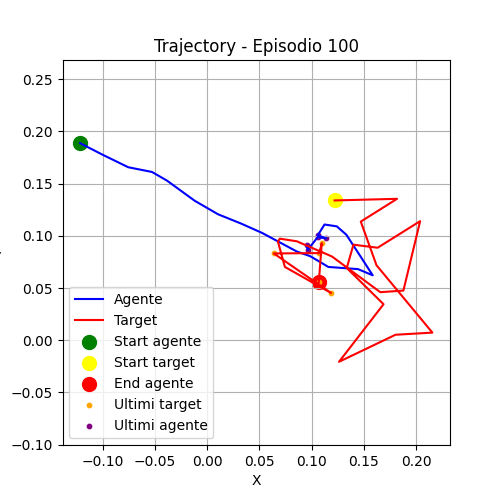 Trajectory - Episodio 100
0.25
0.20
0.15
0.10
0.05
0.00
−0.05
−0.10
−0.10
−0.05
0.00
0.05
0.10
0.15
0.20
X
Agente
Target
Start agente
Start target
End agente
Ultimi target
Ultimi agente